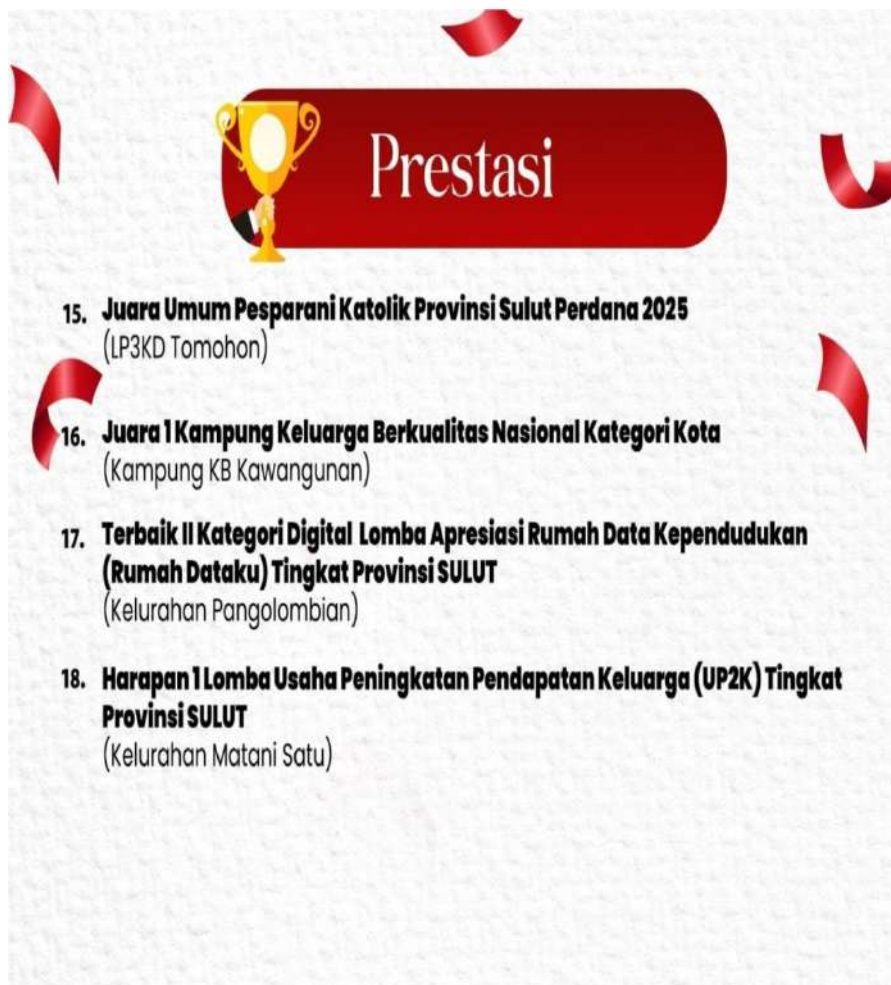 Prestasi
15. Juara Umum Pesparani Katolik Provinsi Sulut Perdana 2025
(LP3KD Tomohon)
16. Juara 1 Kampung Keluarga Berkualitas Nasional Kategori Kota
(Kampung KB Kawangunan)
17. Terbaik II Kategori Digital Lomba Apresiasi Rumah Data Kependudukan
(Rumah Dataku) Tingkat Provinsi SULUT
(Kelurahan Pangolombian)
18. Harapan 1 Lomba Usaha Peningkatan Pendapatan Keluarga (UP2K) Tingkat
Provinsi SULUT
(Kelurahan Matani Satu)